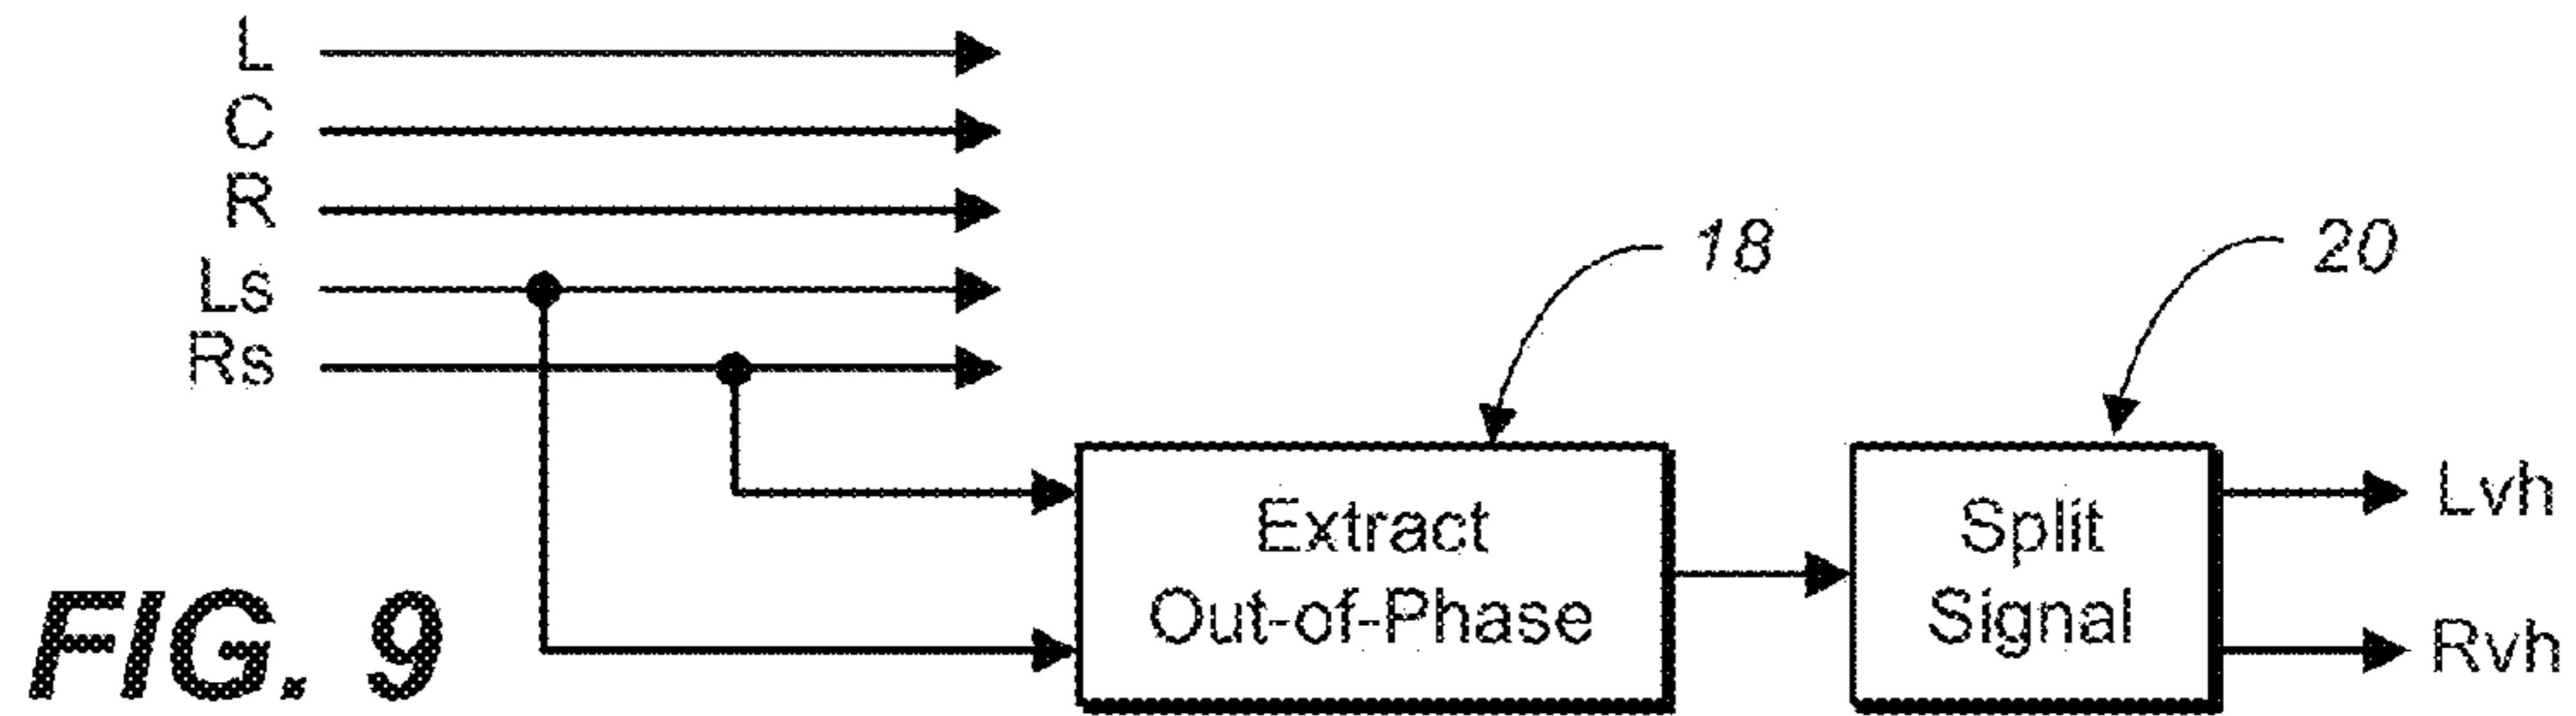 L
C
R
Ls
Rs
18
20
Extract
Out-of-Phase
Split
Signal
Lvh
Rvh
FIG. 9